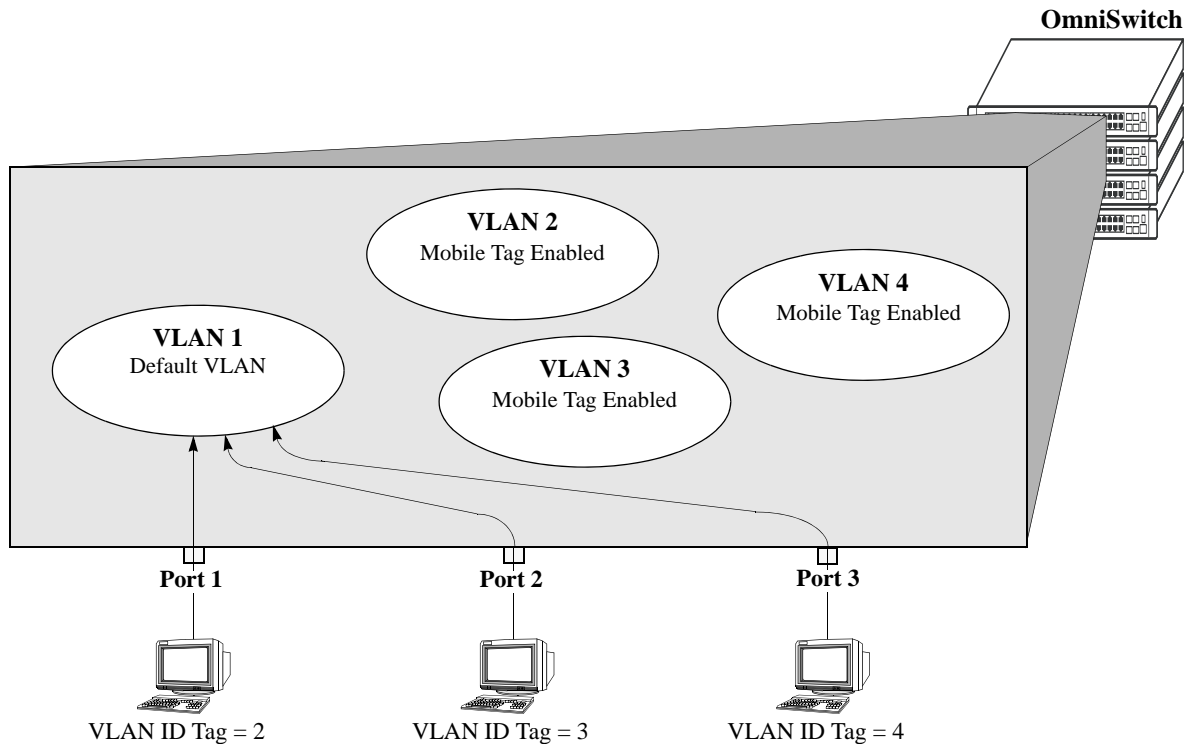 OmniSwitch
VLAN 2
Mobile Tag Enabled
VLAN 4
Mobile Tag Enabled
VLAN 1
Default VLAN
VLAN 3
Mobile Tag Enabled
Port 1
Port 2
Port 3
VLAN ID Tag = 2
VLAN ID Tag = 3
VLAN ID Tag = 4